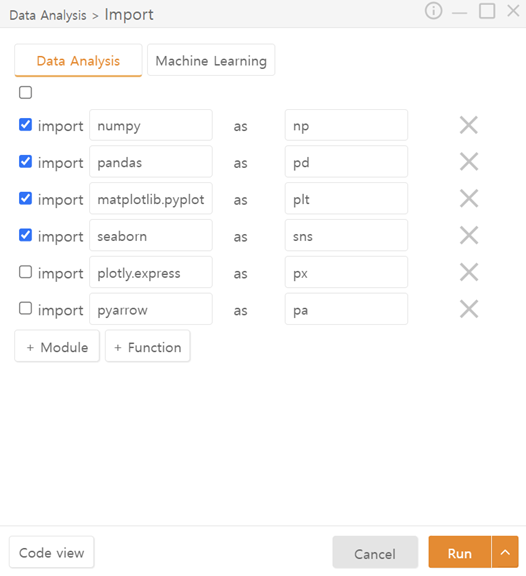 Data Analysis > Import
Data Analysis Machine Learning
import numpy as np
import pandas as pd
import matplotlib.pyplot as plt
import seaborn as sns
import plotly.express as px
import pyarrow as pa
+ Module + Function
Code view Cancel Run